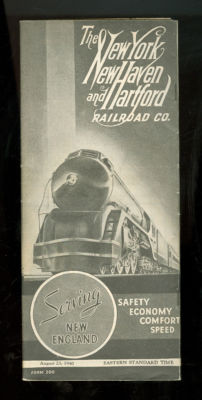 The
New York
New Haven
and Hartford
RAILROAD CO.
Serving
NEW
ENGLAND
SAFETY
ECONOMY
COMFORT
SPEED
EASTERN STANDARD TIME
FORM 200